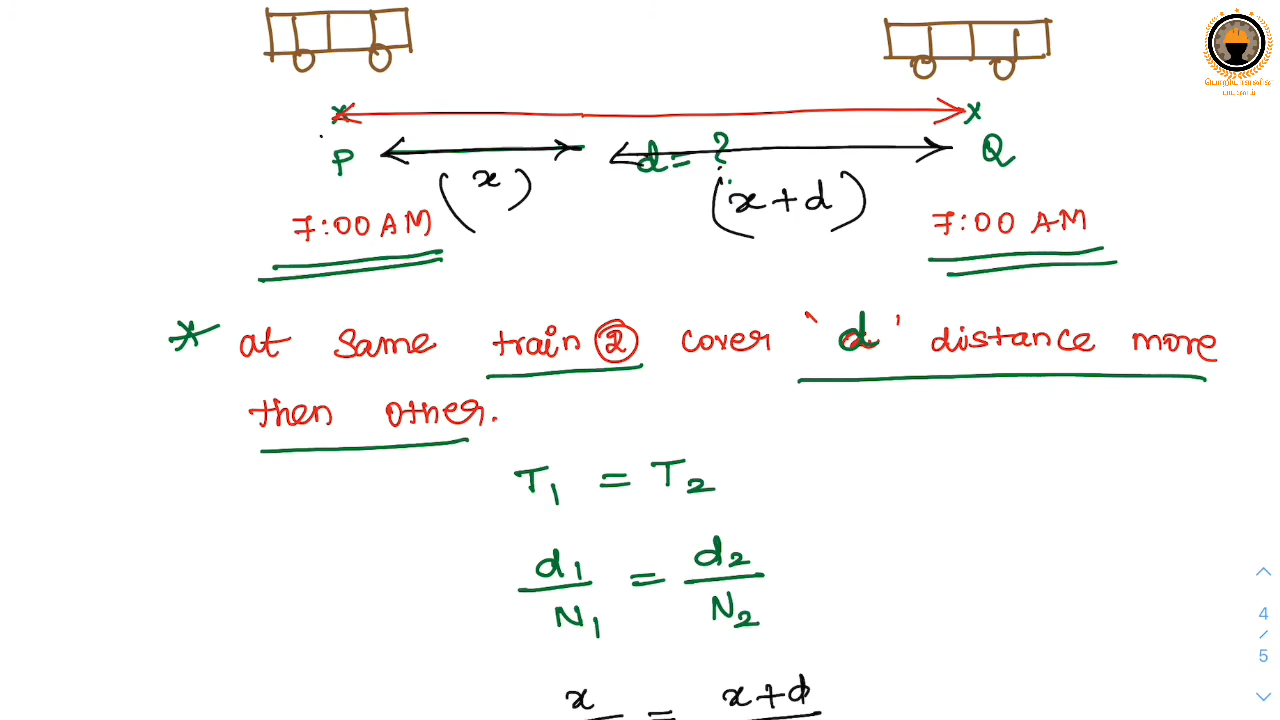 P
d = ?
Q
(x)
(x+d)
7:00 AM
7:00 AM
* at same train ② cover 'd' distance more
then other.
T₁ = T₂
d₁/N₁ = d₂/N₂
x = x+d
4
/
5